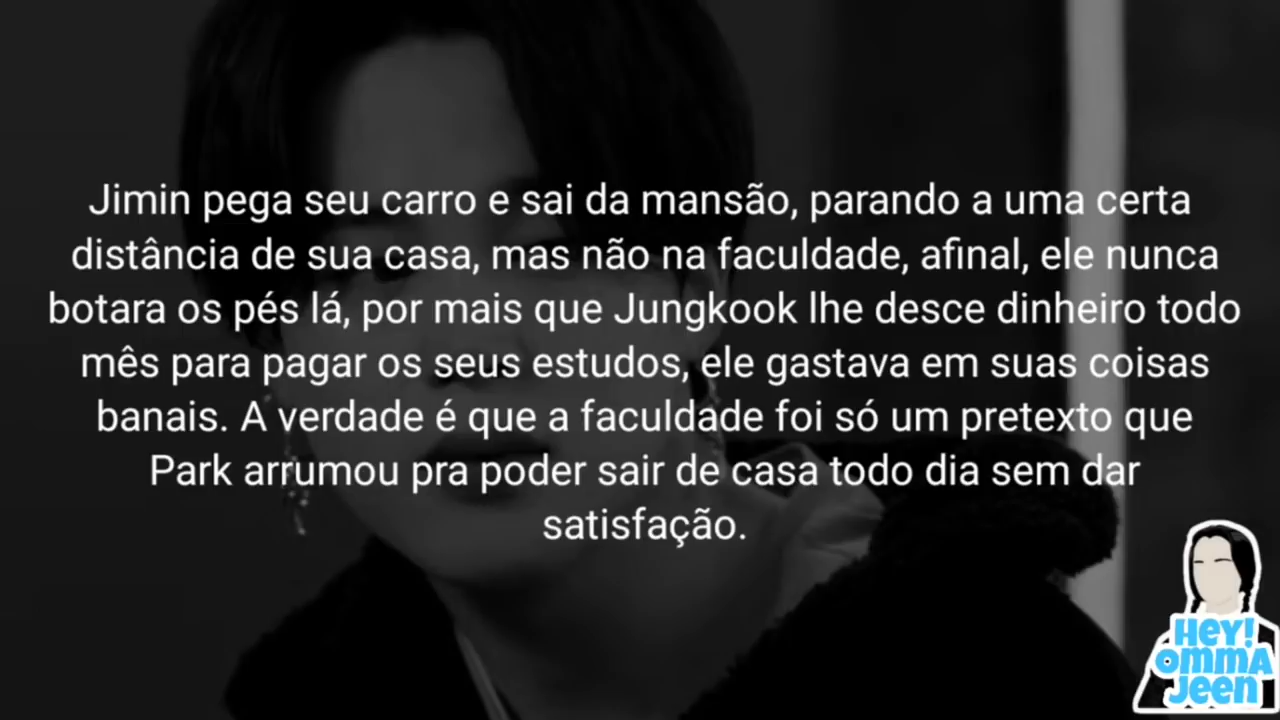 Jimin pega seu carro e sai da mansão, parando a uma certa
distância de sua casa, mas não na faculdade, afinal, ele nunca
botara os pés lá, por mais que Jungkook lhe desce dinheiro todo
mês para pagar os seus estudos, ele gastava em suas coisas
banais. A verdade é que a faculdade foi só um pretexto que
Park arrumou pra poder sair de casa todo dia sem dar
satisfação.
HEY!
OMMA
Jeen